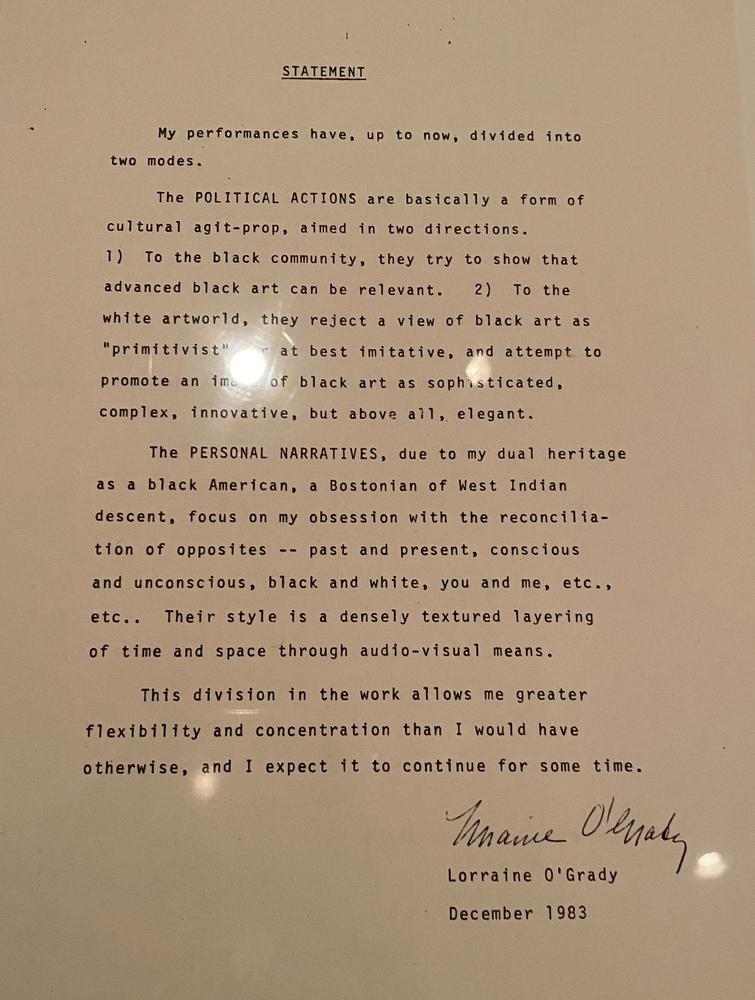 STATEMENT
My performances have, up to now, divided into
two modes.
The POLITICAL ACTIONS are basically a form of
cultural agit-prop, aimed in two directions.
1) To the black community, they try to show that
advanced black art can be relevant. 2) To the
white artworld, they reject a view of black art as
"primitivist" or at best imitative, and attempt to
promote an image of black art as sophisticated,
complex, innovative, but above all, elegant.
The PERSONAL NARRATIVES, due to my dual heritage
as a black American, a Bostonian of West Indian
descent, focus on my obsession with the reconcilia-
tion of opposites -- past and present, conscious
and unconscious, black and white, you and me, etc.,
etc.. Their style is a densely textured layering
of time and space through audio-visual means.
This division in the work allows me greater
flexibility and concentration than I would have
otherwise, and I expect it to continue for some time.
Lorraine O'Grady
Lorraine O'Grady
December 1983